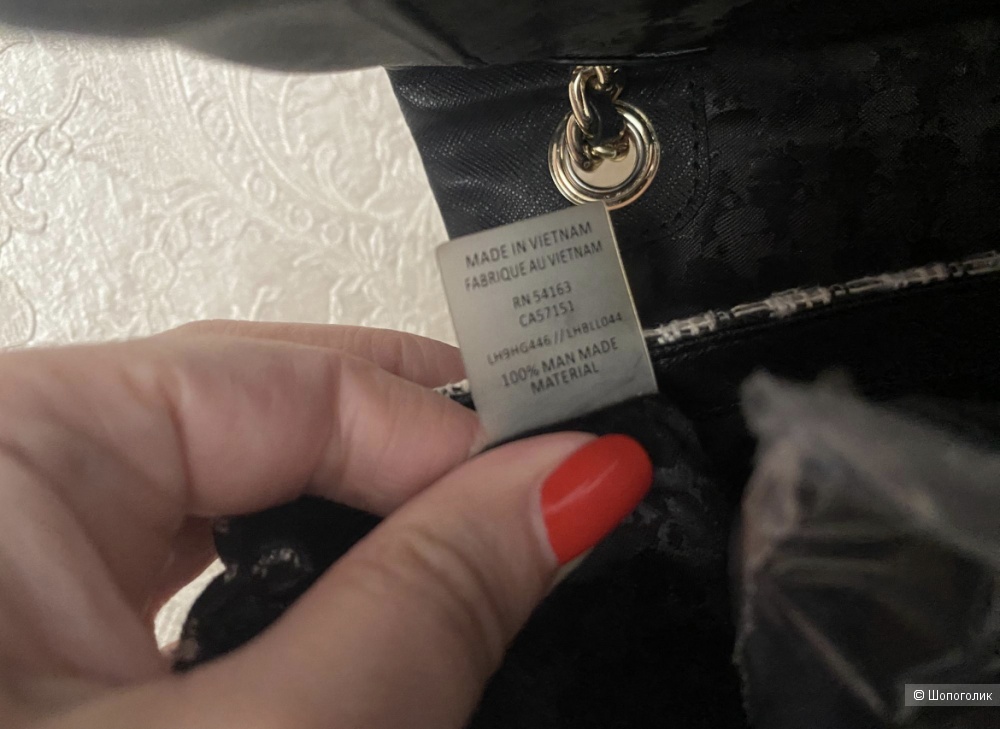 MADE IN VIETNAM
FABRIQUE AU VIETNAM
RN 54163
CA57151
LH9HG446 // LHBLL044
100% MAN MADE
MATERIAL
© Шопоголик